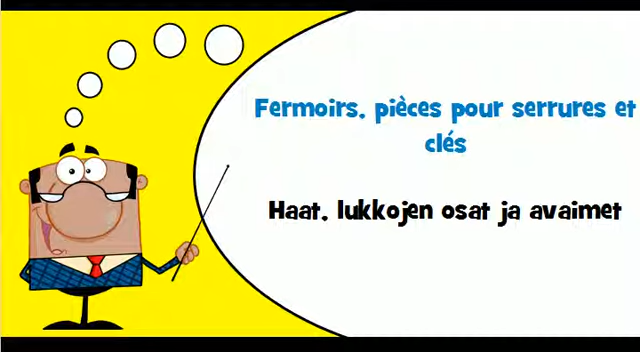 Fermoirs, pièces pour serrures et
clés
Haat, lukkojen osat ja avaimet